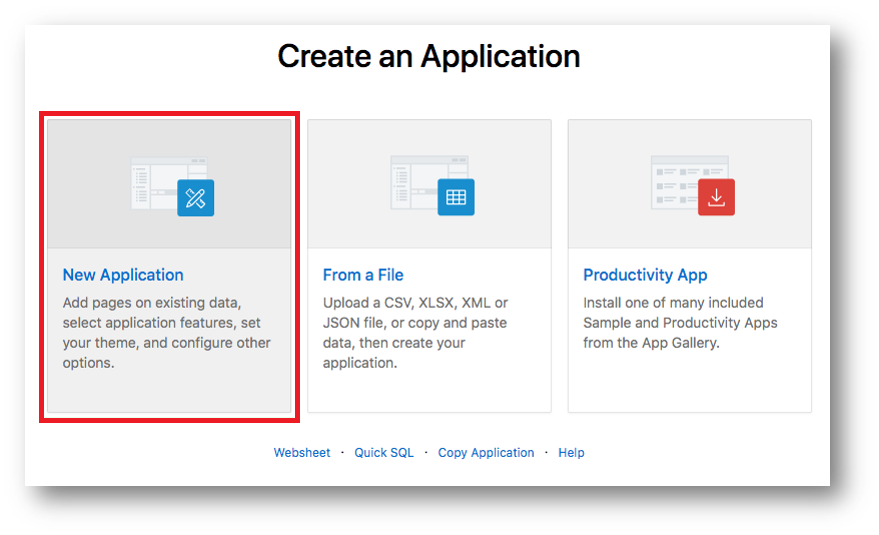 Create an Application
New Application
Add pages on existing data,
select application features, set
your theme, and configure other
options.
From a File
Upload a CSV, XLSX, XML or
JSON file, or copy and paste
data, then create your
application.
Productivity App
Install one of many included
Sample and Productivity Apps
from the App Gallery.
Websheet · Quick SQL · Copy Application · Help